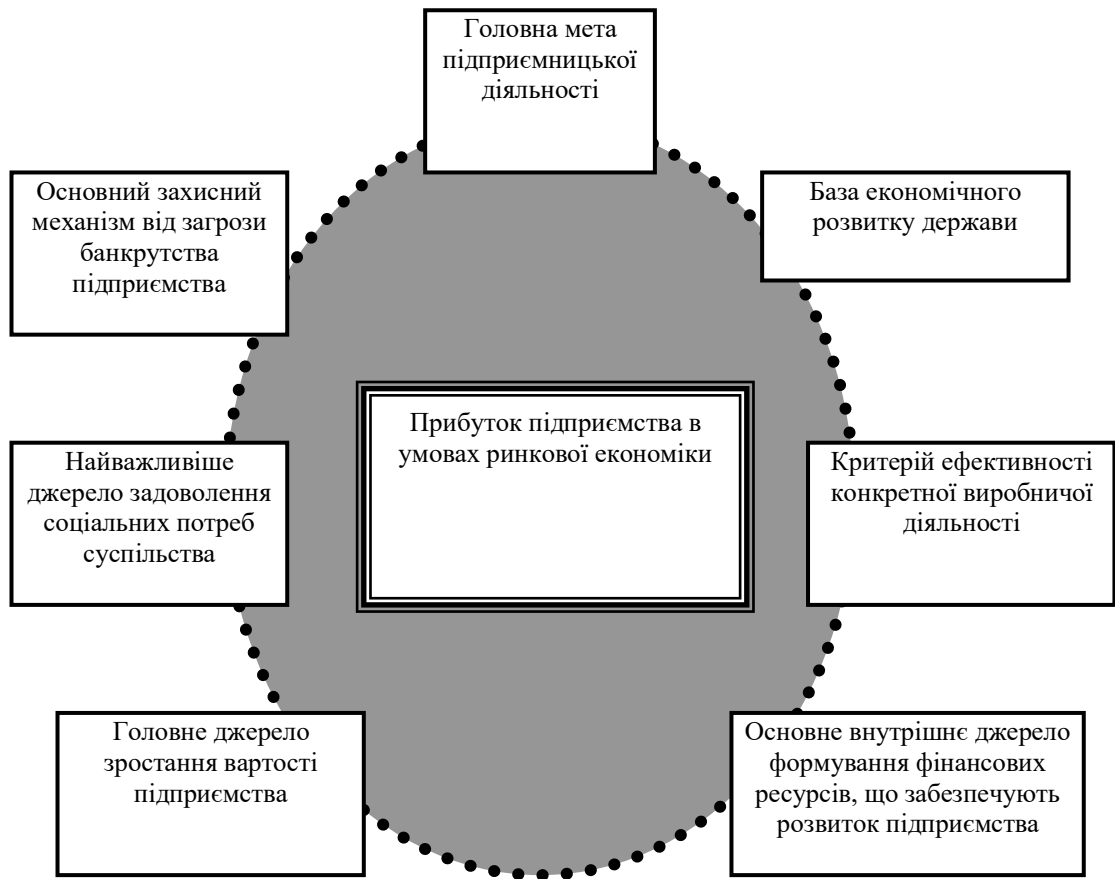 Головна мета
підприємницької
діяльності
Основний захисний
механізм від загрози
банкрутства
підприємства
База економічного
розвитку держави
Прибуток підприємства в
умовах ринкової економіки
Найважливіше
джерело задоволення
соціальних потреб
суспільства
Критерій ефективності
конкретної виробничої
діяльності
Головне джерело
зростання вартості
підприємства
Основне внутрішнє джерело
формування фінансових
ресурсів, що забезпечують
розвиток підприємства